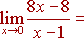 lim x→0 8x-8 / x-1 =